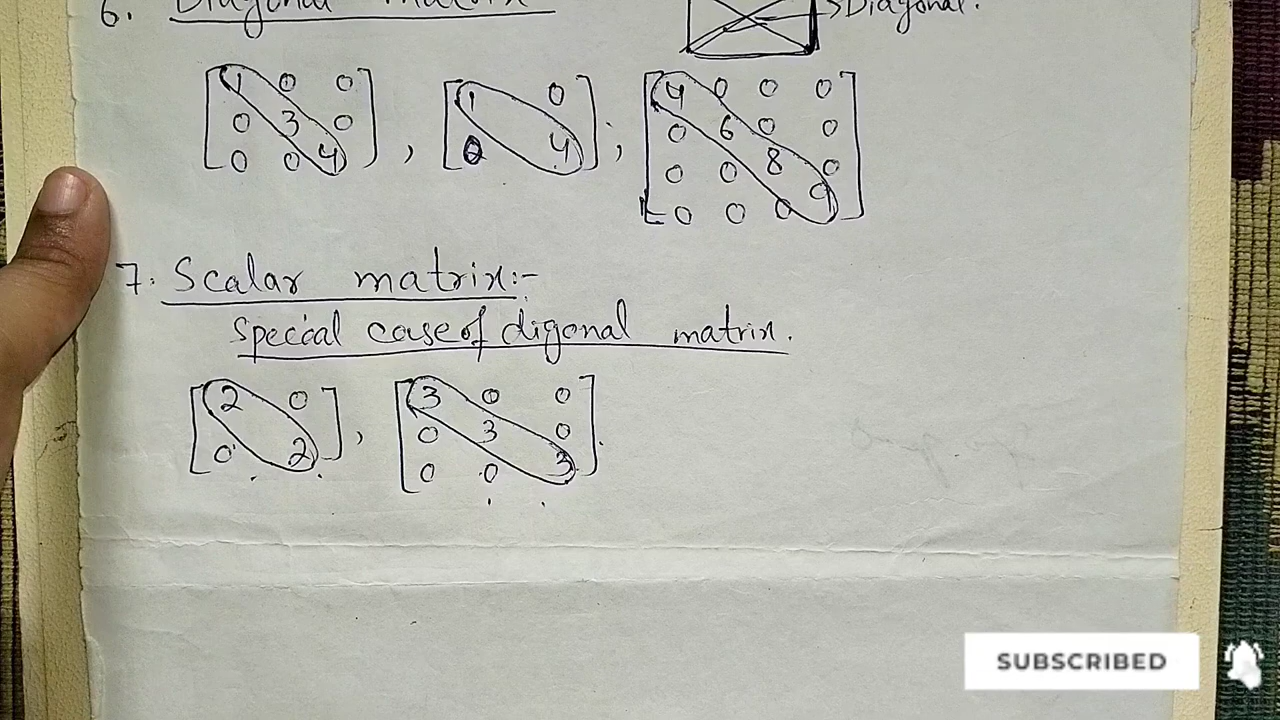 6. Diagonal matrix
Diagonal.
[1 0 0 , [1 0 ; [4 0 0 0
0 3 0 0 4] 0 6 0 0
0 0 4] 0 0 8 0
0 0 0 9]
7. Scalar matrix:-
Special case of digonal matrix.
[2 0 , [3 0 0
0 2] 0 3 0
0 0 3].
SUBSCRIBED